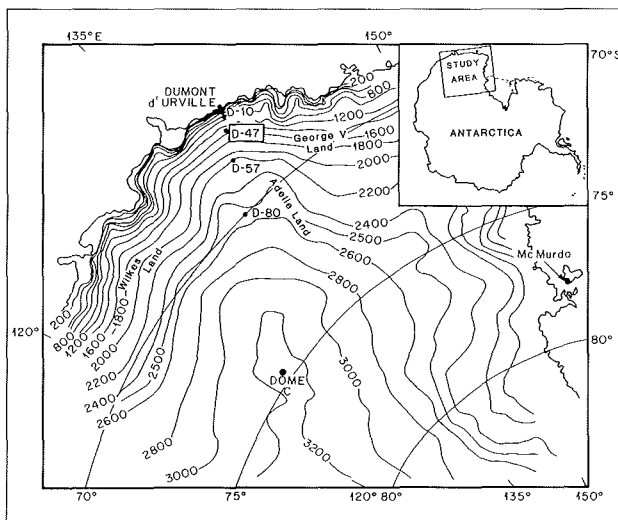 135°E
150°
70°S
DUMONT
d'URVILLE
D-10
D-47
D-57
D-80
200
800
1200
1600
1800
2000
2200
2400
2500
2600
2800
3000
3200
George V
Land
Adelie Land
Wilkes Land
STUDY
AREA
ANTARCTICA
75°
McMurdo
80°
120°
200
800
1200
1600
1800
2000
2200
2400
2500
2600
2800
3000
DOME
C
70°
75°
120°
80°
135°
150°